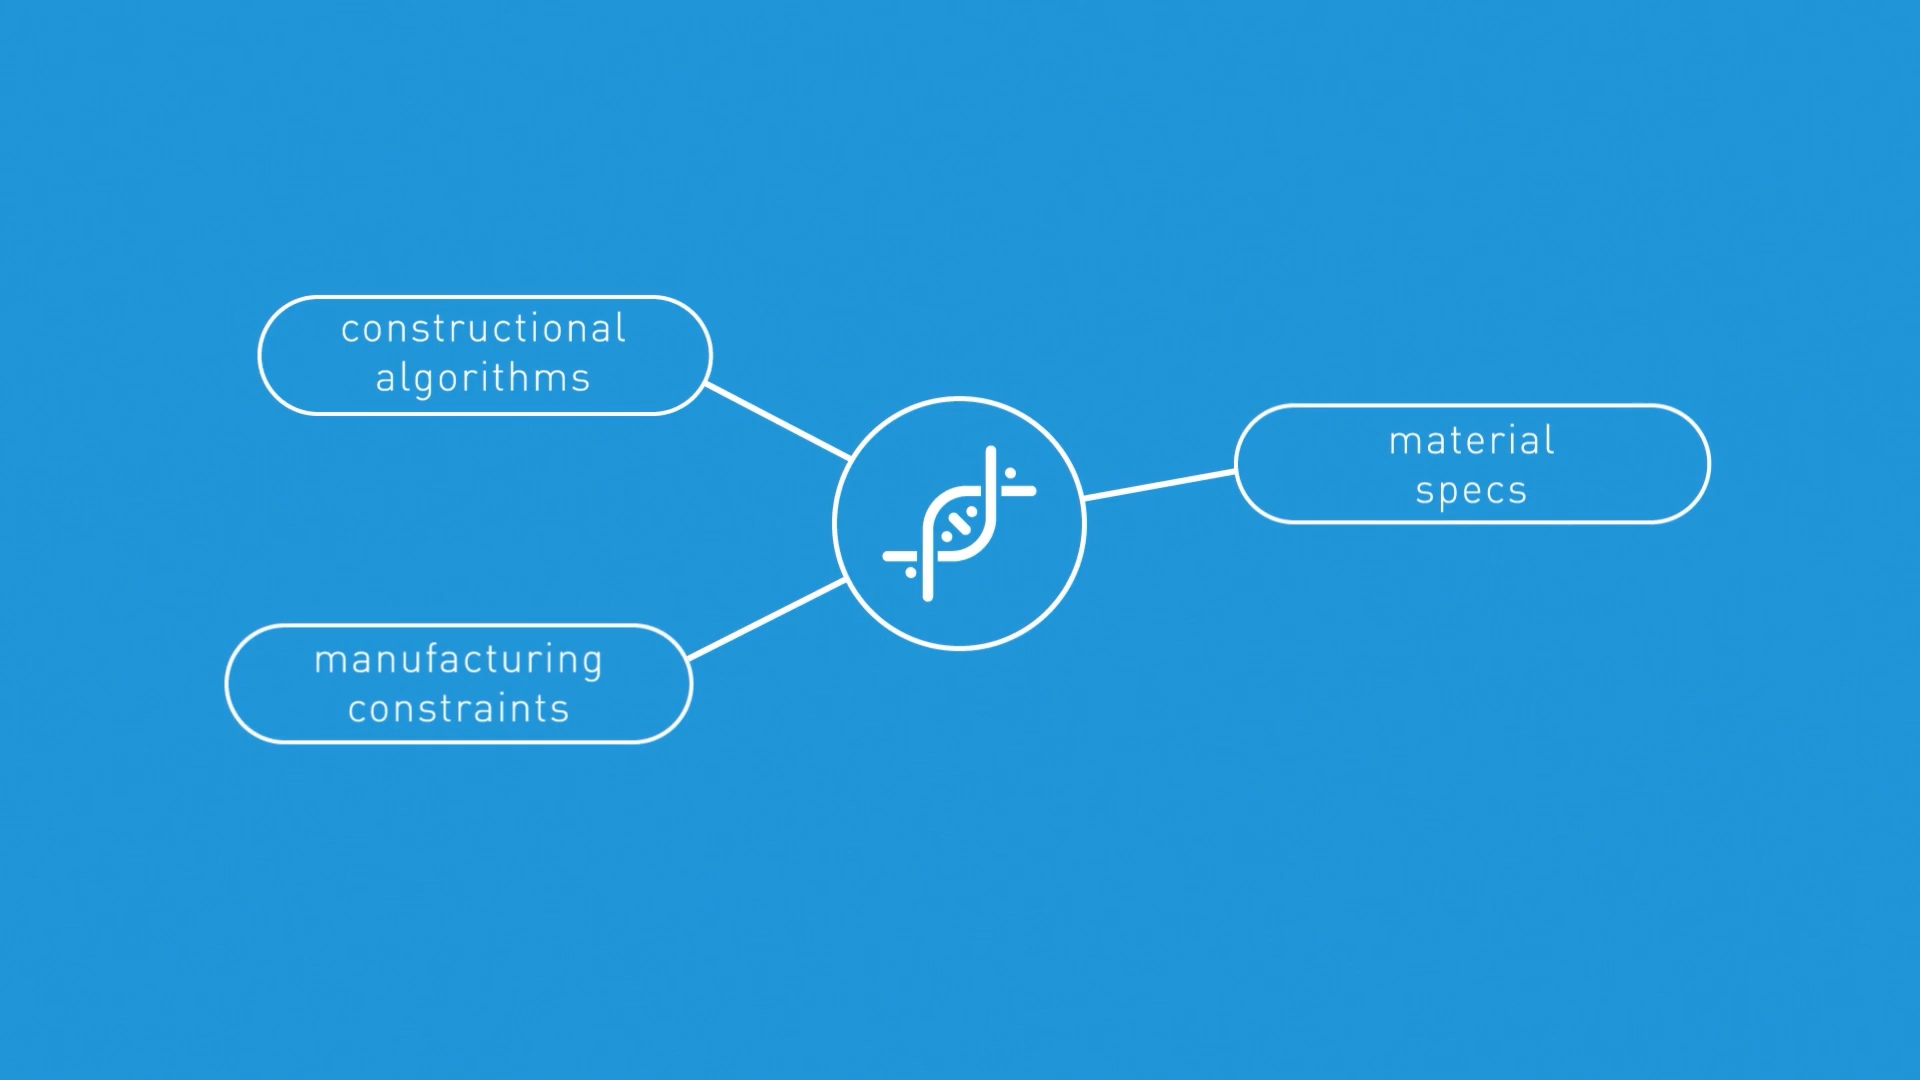 constructional
algorithms
material
specs
manufacturing
constraints